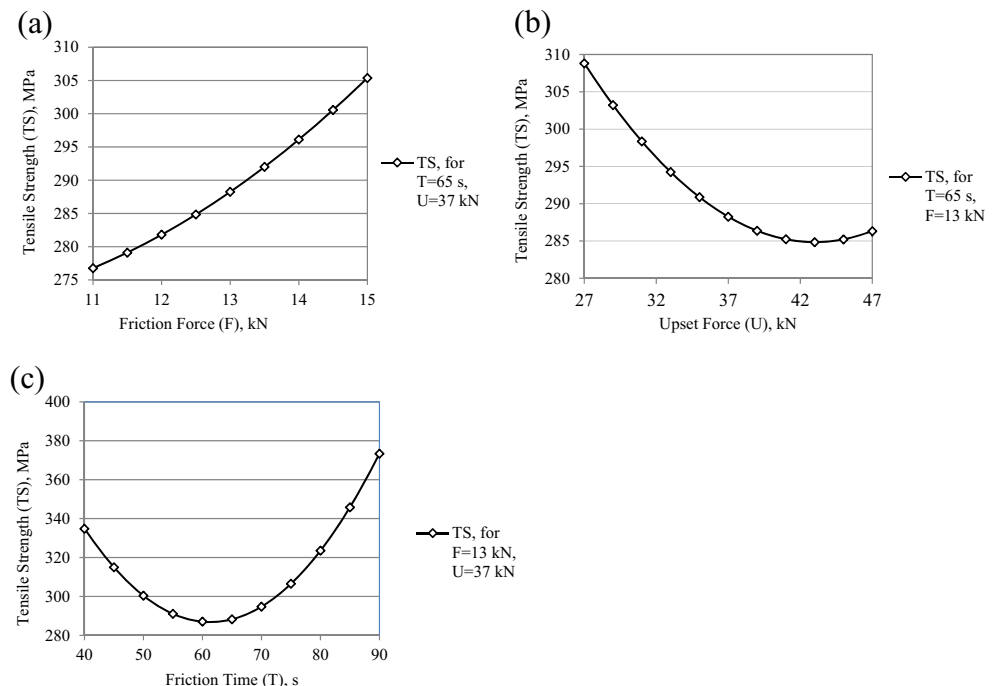 (a)
310
305
300
295
290
285
280
275
11 12 13 14 15
Tensile Strength (TS), MPa
Friction Force (F), kN
TS, for
T=65 s,
U=37 kN
(b)
310
305
300
295
290
285
280
27 32 37 42 47
Tensile Strength (TS), MPa
Upset Force (U), kN
TS, for
T=65 s,
F=13 kN
(c)
400
380
360
340
320
300
280
40 50 60 70 80 90
Tensile Strength (TS), MPa
Friction Time (T), s
TS, for
F=13 kN,
U=37 kN